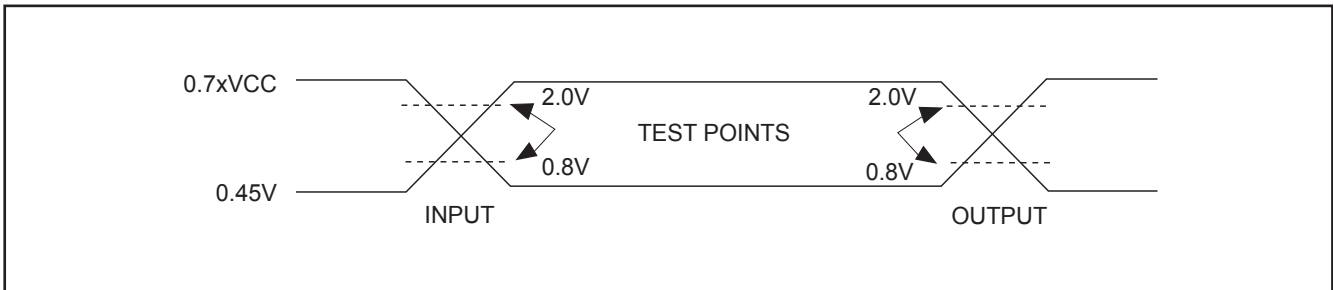 0.7xVCC
2.0V
2.0V
TEST POINTS
0.8V
0.8V
0.45V
INPUT
OUTPUT